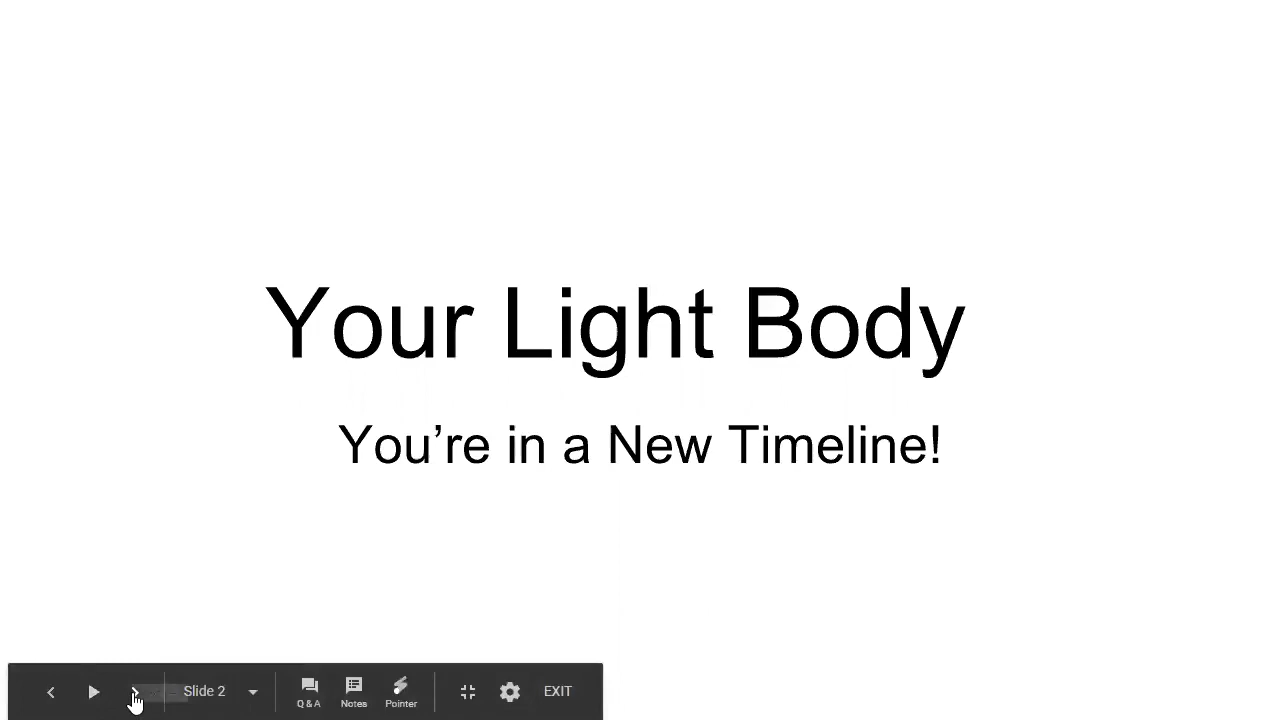 Your Light Body
You’re in a New Timeline!
Slide 2
Q & A
Notes
Pointer
EXIT